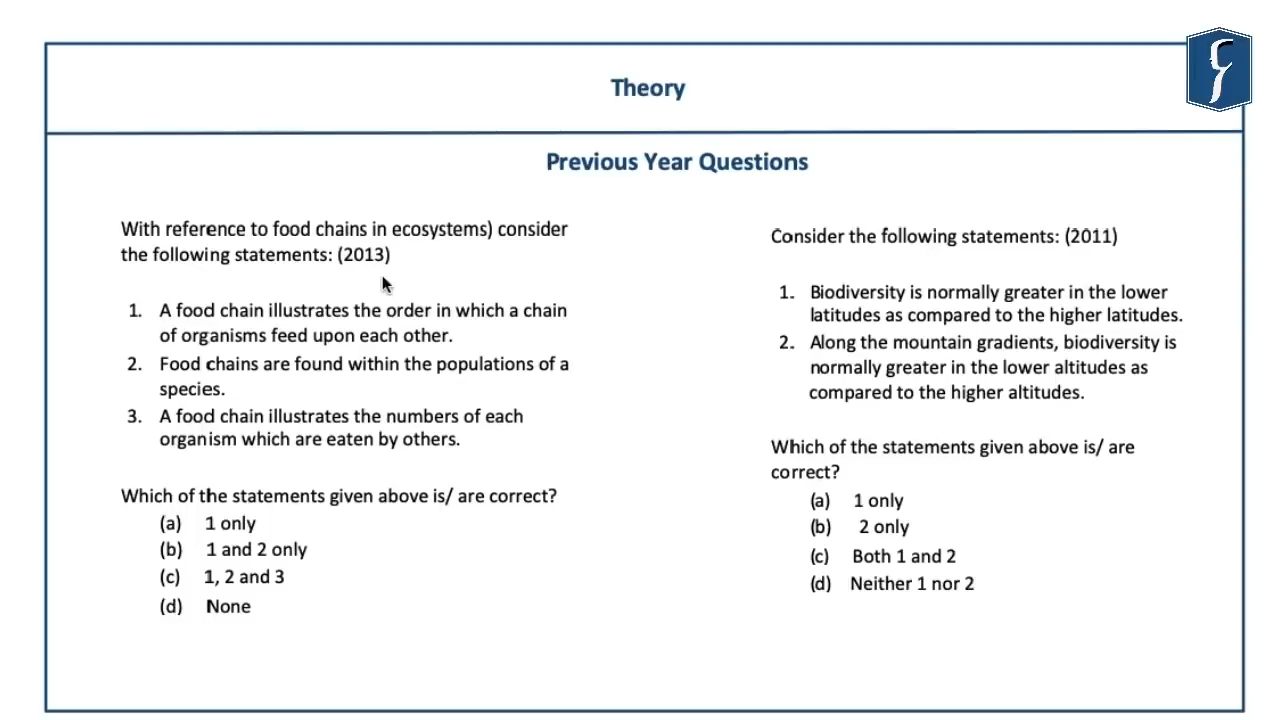 Theory
Previous Year Questions
With reference to food chains in ecosystems) consider
the following statements: (2013)
1. A food chain illustrates the order in which a chain
of organisms feed upon each other.
2. Food chains are found within the populations of a
species.
3. A food chain illustrates the numbers of each
organism which are eaten by others.
Which of the statements given above is/ are correct?
(a) 1 only
(b) 1 and 2 only
(c) 1, 2 and 3
(d) None
Consider the following statements: (2011)
1. Biodiversity is normally greater in the lower
latitudes as compared to the higher latitudes.
2. Along the mountain gradients, biodiversity is
normally greater in the lower altitudes as
compared to the higher altitudes.
Which of the statements given above is/ are
correct?
(a) 1 only
(b) 2 only
(c) Both 1 and 2
(d) Neither 1 nor 2